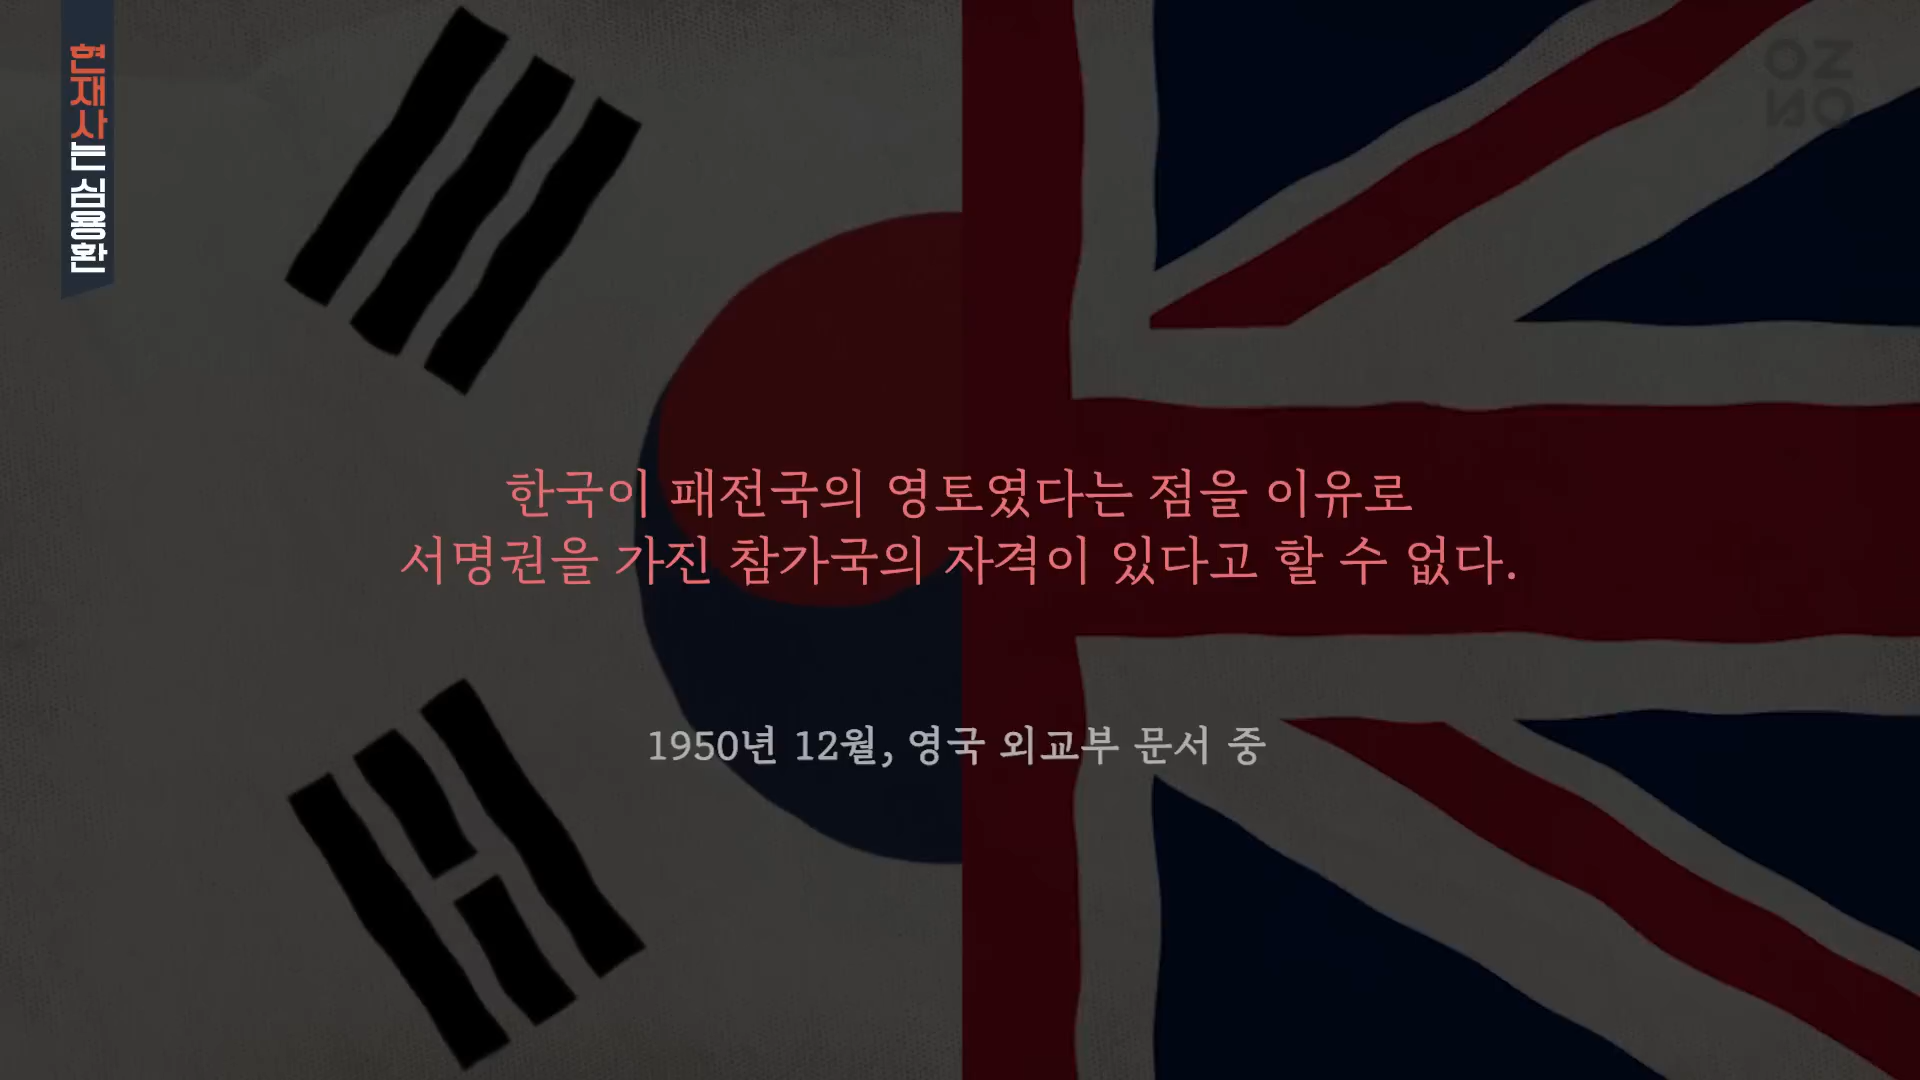 현재사는 심용환
OZ
NO
한국이 패전국의 영토였다는 점을 이유로
서명권을 가진 참가국의 자격이 있다고 할 수 없다.
1950년 12월, 영국 외교부 문서 중